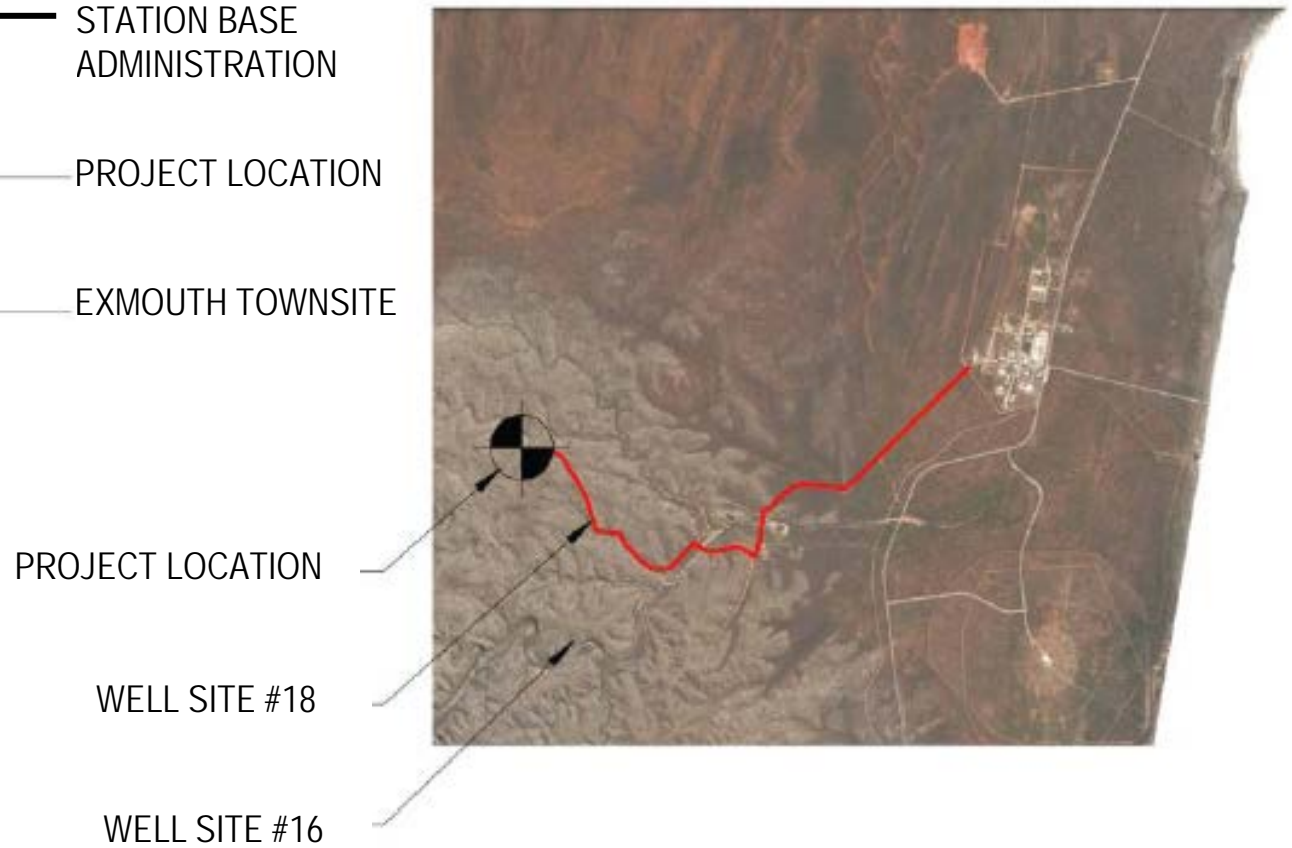 STATION BASE
ADMINISTRATION
PROJECT LOCATION
EXMOUTH TOWNSITE
PROJECT LOCATION
WELL SITE #18
WELL SITE #16